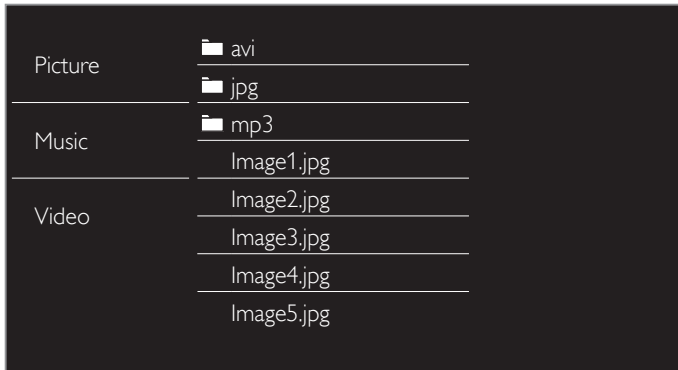 Picture
Music
Video
avi
jpg
mp3
Image1.jpg
Image2.jpg
Image3.jpg
Image4.jpg
Image5.jpg